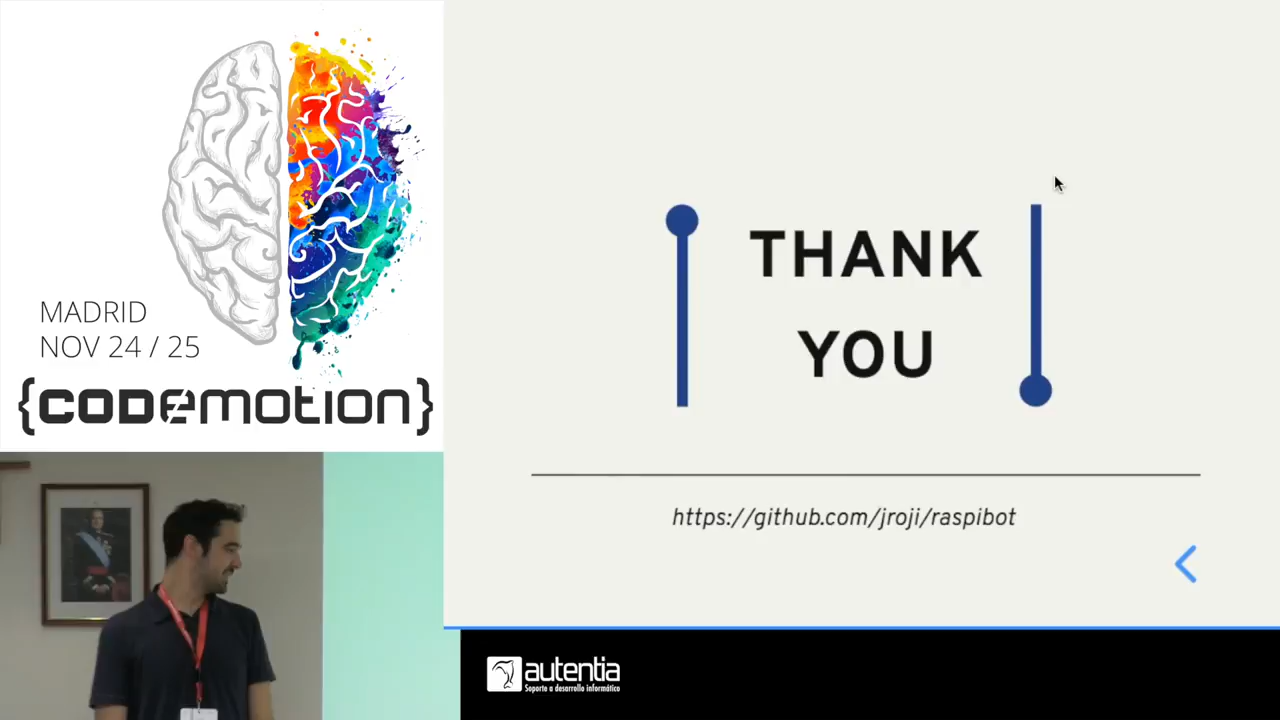 MADRID
NOV 24 / 25
{codemotion}
THANK
YOU
https://github.com/jroji/raspibot
autentia
Soporte a desarrollo informático